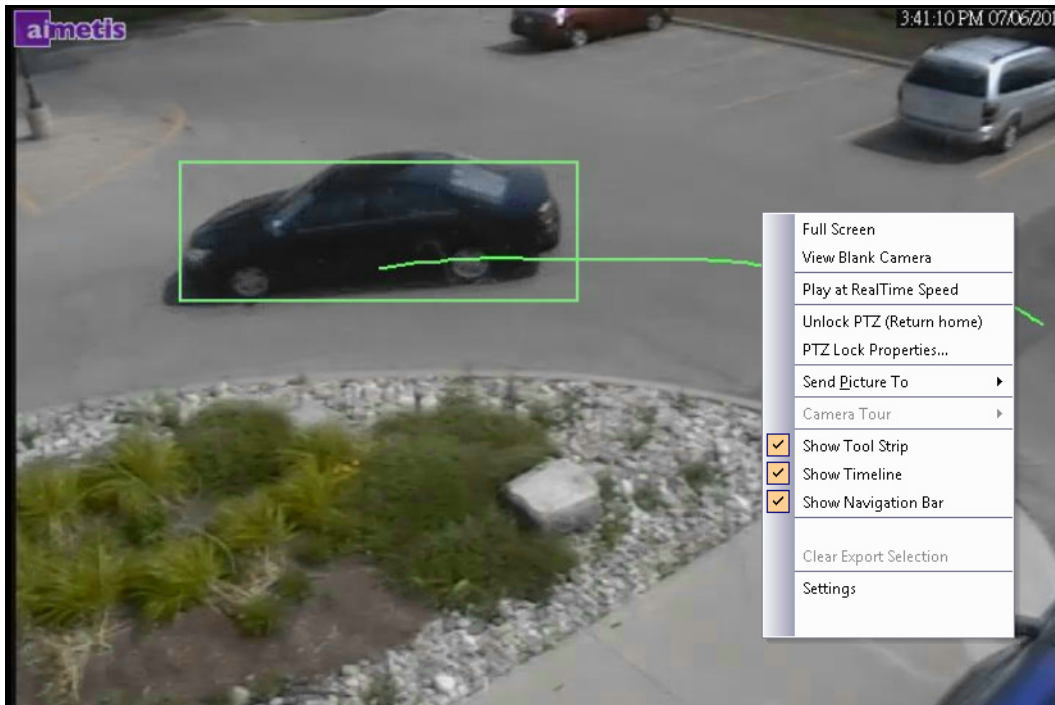 aimetis
3:41:10 PM 07/06/201
Full Screen
View Blank Camera
Play at RealTime Speed
Unlock PTZ (Return home)
PTZ Lock Properties...
Send Picture To
Camera Tour
Show Tool Strip
Show Timeline
Show Navigation Bar
Clear Export Selection
Settings